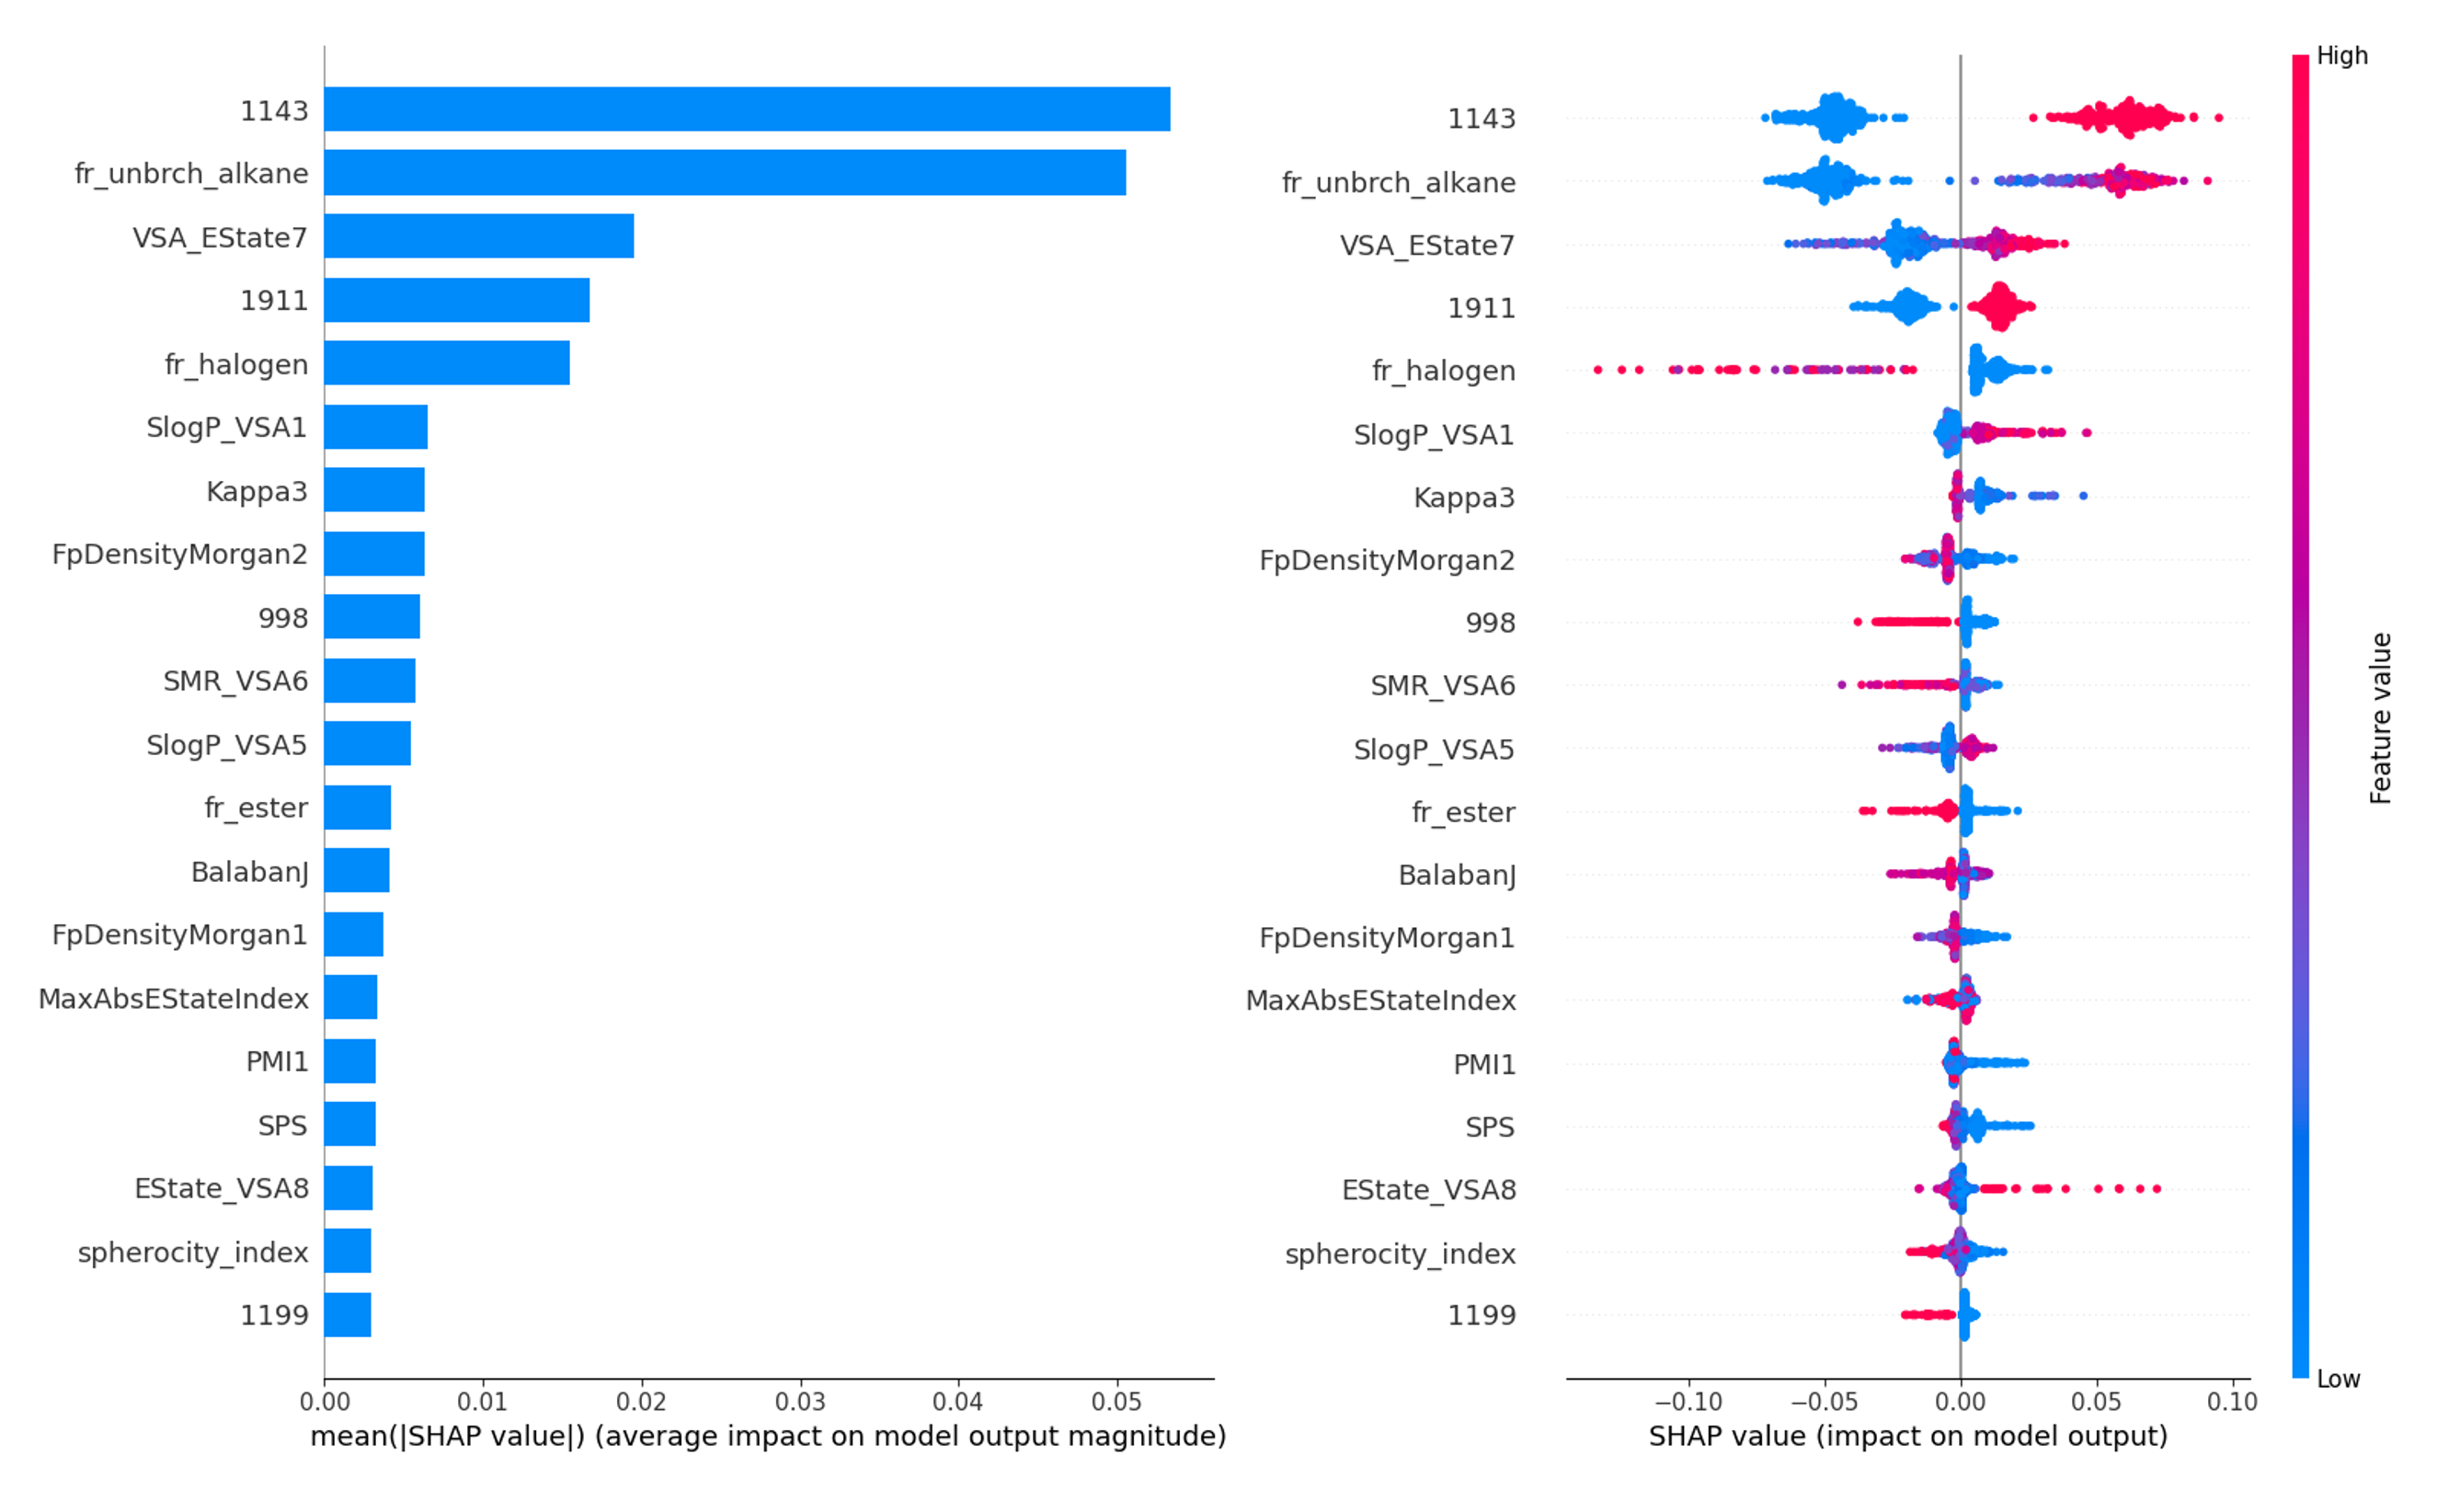 1143
fr_unbrch_alkane
VSA_EState7
1911
fr_halogen
SlogP_VSA1
Kappa3
FpDensityMorgan2
998
SMR_VSA6
SlogP_VSA5
fr_ester
BalabanJ
FpDensityMorgan1
MaxAbsEStateIndex
PMI1
SPS
EState_VSA8
spherocity_index
1199
0.00 0.01 0.02 0.03 0.04 0.05
mean(|SHAP value|) (average impact on model output magnitude)
1143
fr_unbrch_alkane
VSA_EState7
1911
fr_halogen
SlogP_VSA1
Kappa3
FpDensityMorgan2
998
SMR_VSA6
SlogP_VSA5
fr_ester
BalabanJ
FpDensityMorgan1
MaxAbsEStateIndex
PMI1
SPS
EState_VSA8
spherocity_index
1199
−0.10 −0.05 0.00 0.05 0.10
SHAP value (impact on model output)
High
Feature value
Low